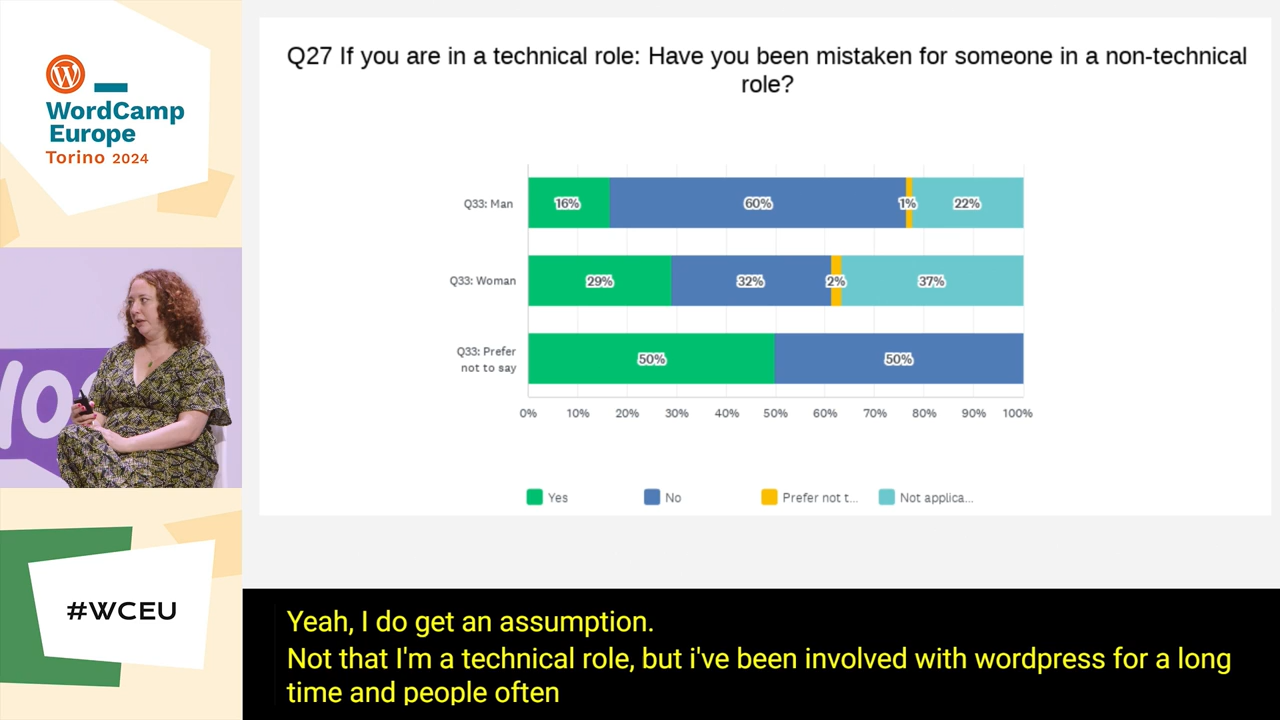 WordCamp
Europe
Torino 2024
Q27 If you are in a technical role: Have you been mistaken for someone in a non-technical
role?
Q33: Man
16%
60%
1%
22%
Q33: Woman
29%
32%
2%
37%
Q33: Prefer
not to say
50%
50%
0%
10%
20%
30%
40%
50%
60%
70%
80%
90%
100%
Yes
No
Prefer not t...
Not applica...
#WCEU
Yeah, I do get an assumption.
Not that I'm a technical role, but i've been involved with wordpress for a long
time and people often